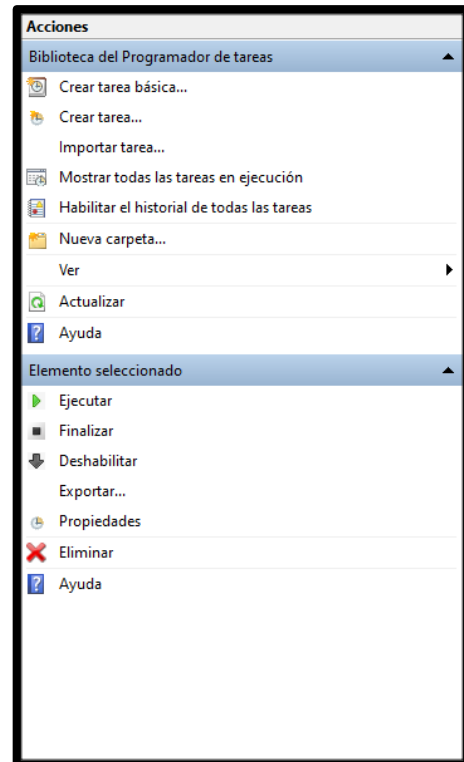 Acciones
Biblioteca del Programador de tareas
Crear tarea básica...
Crear tarea...
Importar tarea...
Mostrar todas las tareas en ejecución
Habilitar el historial de todas las tareas
Nueva carpeta...
Ver
Actualizar
Ayuda
Elemento seleccionado
Ejecutar
Finalizar
Deshabilitar
Exportar...
Propiedades
Eliminar
Ayuda